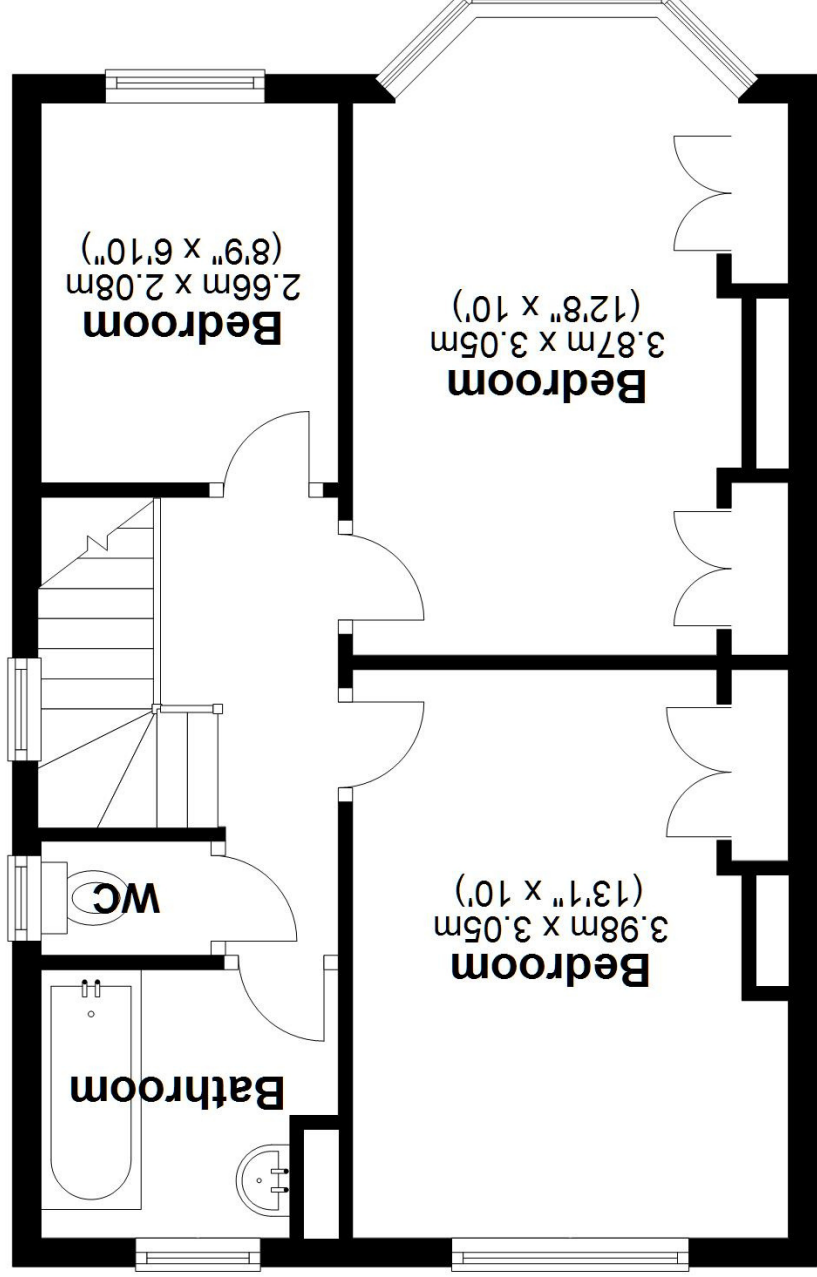 Bathroom
Bedroom
3.98m x 3.05m
(13'1" x 10')
WC
Bedroom
3.87m x 3.05m
(12'8" x 10')
Bedroom
2.66m x 2.08m
(8'9" x 6'10")